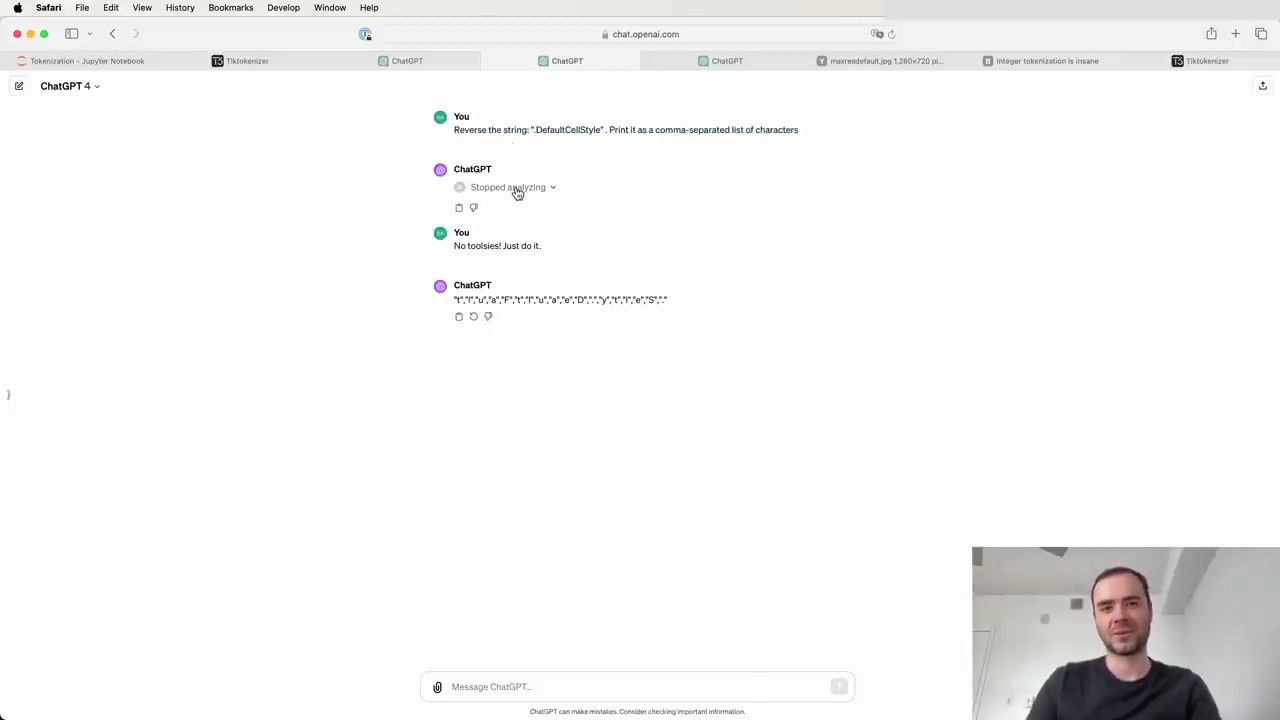 Safari File Edit View History Bookmarks Develop Window Help
chat.openai.com
Tokenization - Jupyter Notebook Tiktokenizer ChatGPT ChatGPT ChatGPT maxresdefault.jpg 1,280×720 pi... integer tokenization is insane Tiktokenizer
ChatGPT 4
You
Reverse the string: ".DefaultCellStyle" . Print it as a comma-separated list of characters
ChatGPT
Stopped analyzing
You
No toolsies! Just do it.
ChatGPT
"t","l","u","a","F","t","l","u","a","e","D",".","y","t","l","e","S","."
Message ChatGPT...
ChatGPT can make mistakes. Consider checking important information.